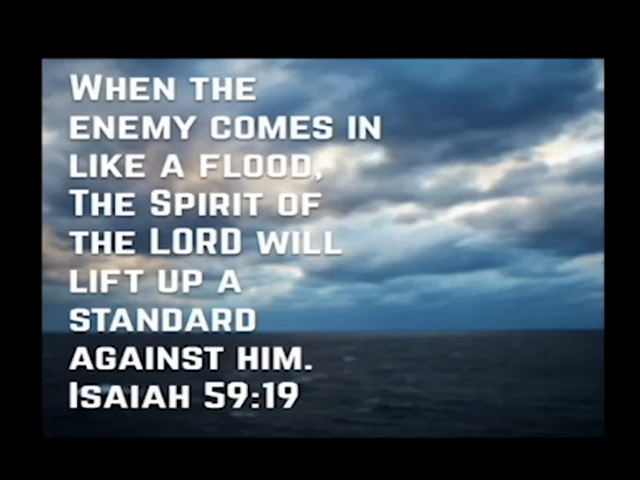 When the
enemy comes in
like a flood,
The Spirit of
the LORD will
lift up a
standard
against him.
Isaiah 59:19